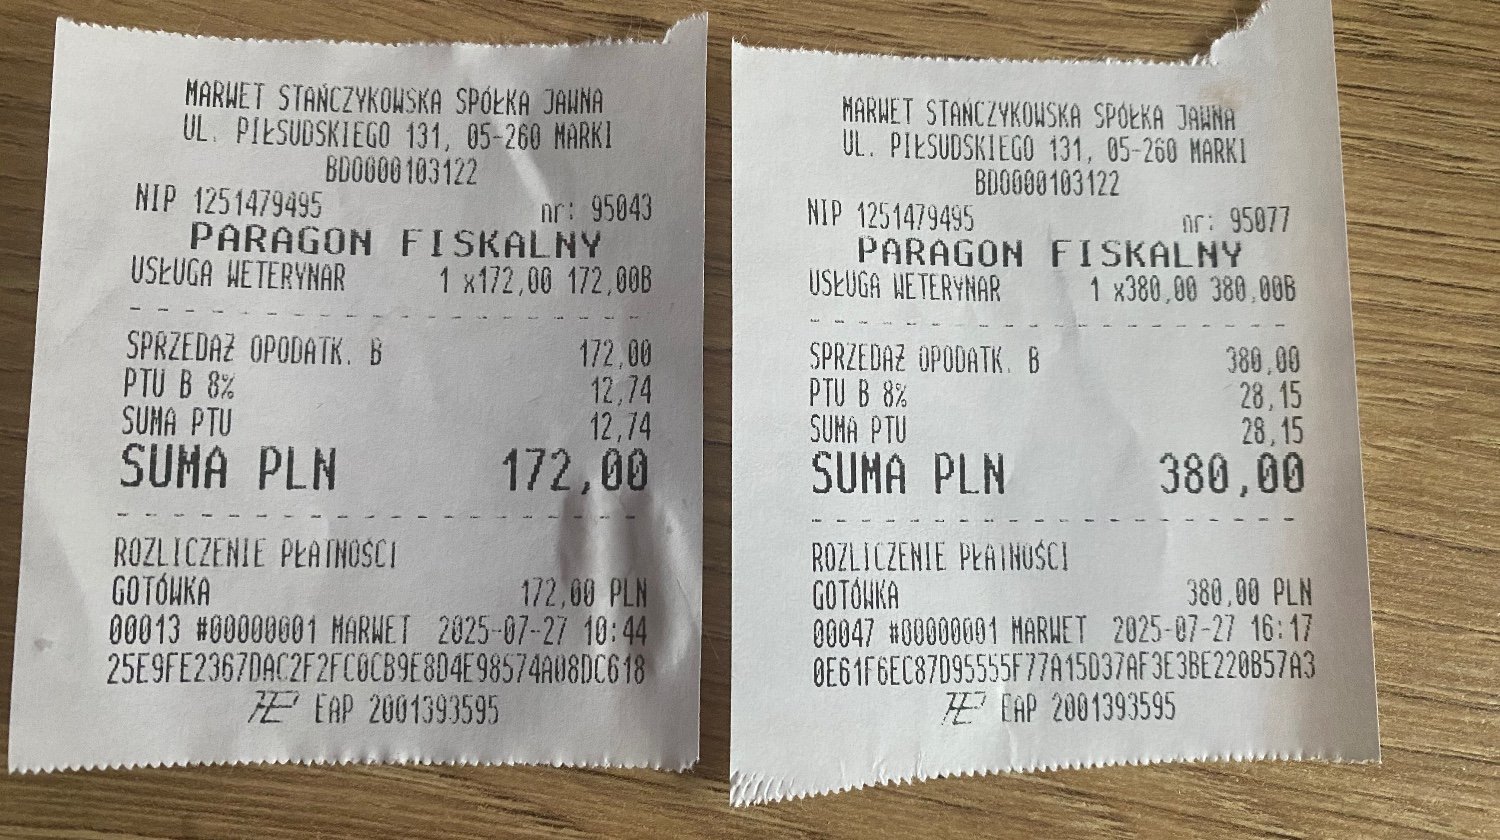 MARWET STAŃCZYKOWSKA SPÓŁKA JAWNA
UL. PIŁSUDSKIEGO 131, 05-260 MARKI
BDO000103122
NIP 1251479495 nr: 95043
PARAGON FISKALNY
USŁUGA WETERYNAR 1 x172,00 172,00B
SPRZEDAŻ OPODATK. B 172,00
PTU B 8% 12,74
SUMA PTU 12,74
SUMA PLN 172,00
ROZLICZENIE PŁATNOŚCI
GOTÓWKA 172,00 PLN
00013 #00000001 MARWET 2025-07-27 10:44
25E9FE2367DAC2F2FC0CB9E8D4E98574A08DC618
EAP 2001393595
MARWET STAŃCZYKOWSKA SPÓŁKA JAWNA
UL. PIŁSUDSKIEGO 131, 05-260 MARKI
BDO000103122
NIP 1251479495 nr: 95077
PARAGON FISKALNY
USŁUGA WETERYNAR 1 x380,00 380,00B
SPRZEDAŻ OPODATK. B 380,00
PTU B 8% 28,15
SUMA PTU 28,15
SUMA PLN 380,00
ROZLICZENIE PŁATNOŚCI
GOTÓWKA 380,00 PLN
00047 #00000001 MARWET 2025-07-27 16:17
0E61F6EC87D95555F77A15D37AF3E3BE220B57A3
EAP 2001393595